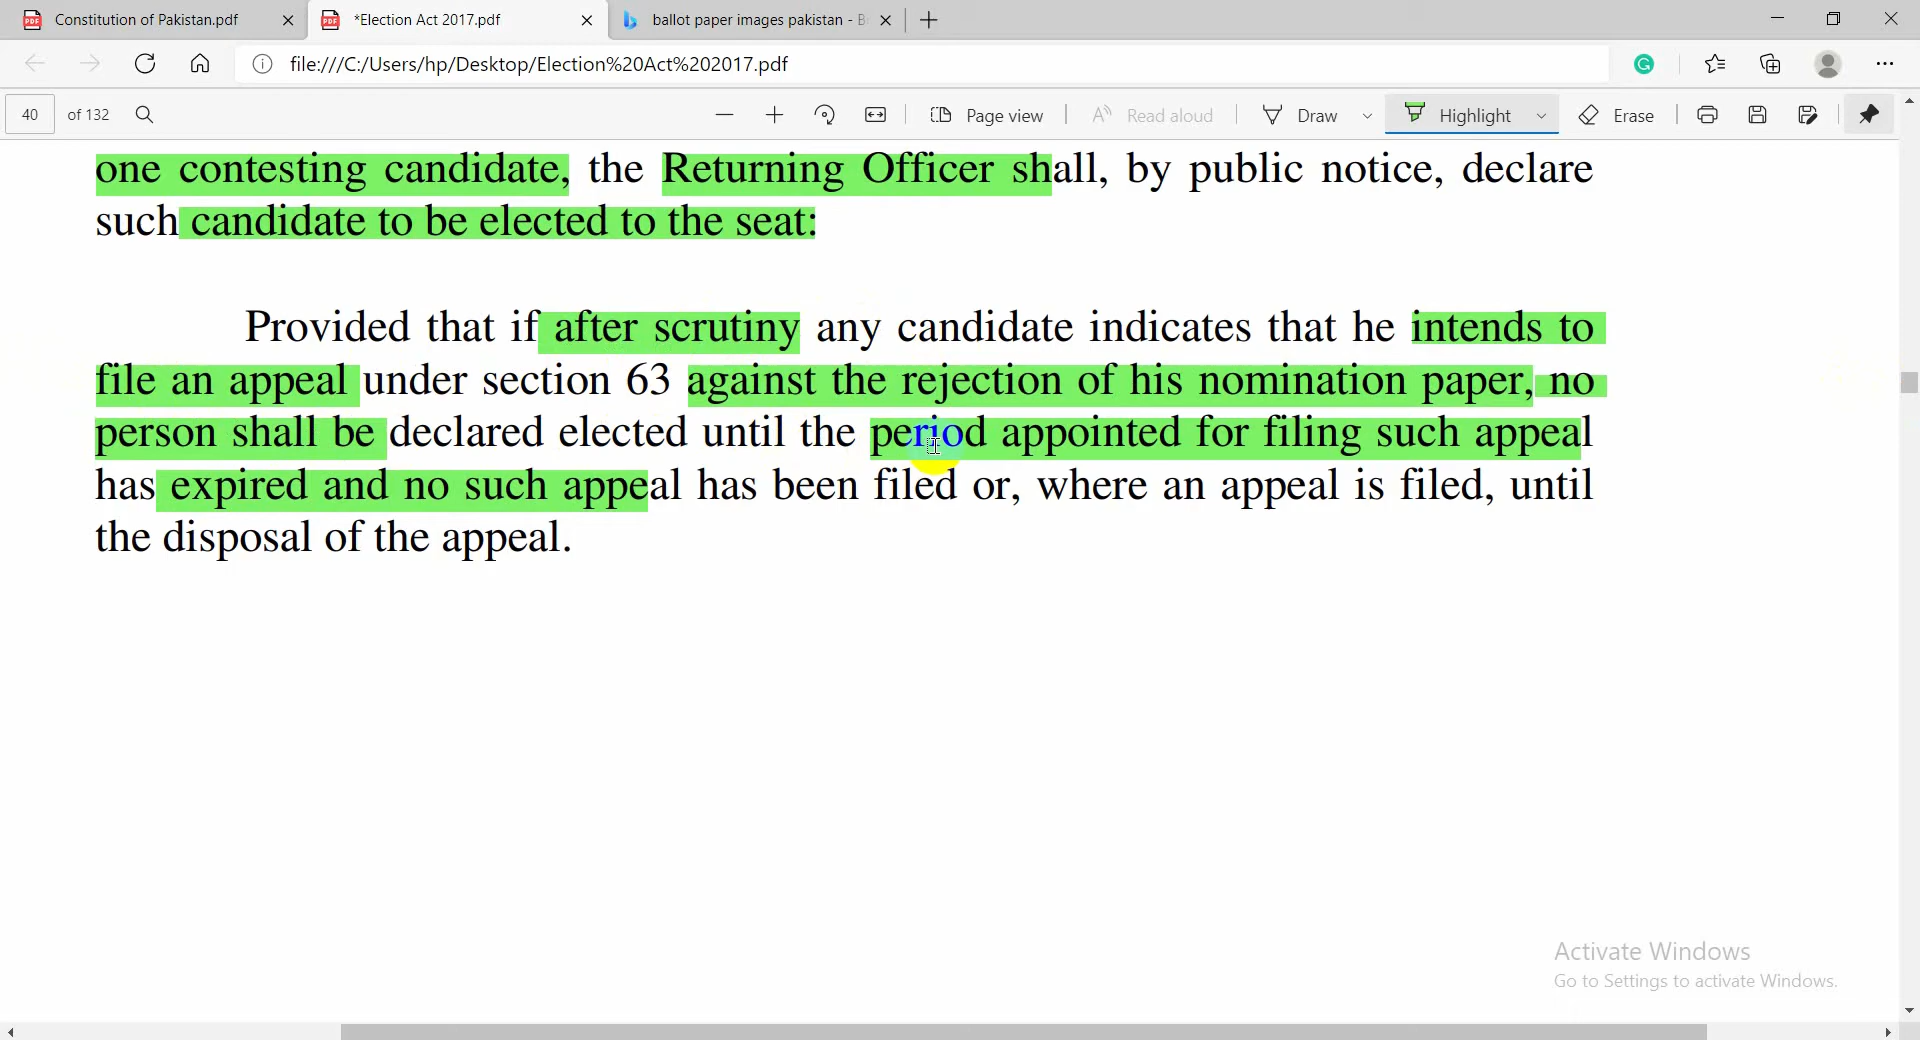 Constitution of Pakistan.pdf
*Election Act 2017.pdf
ballot paper images pakistan -
file:///C:/Users/hp/Desktop/Election%20Act%202017.pdf
40 of 132 Page view Read aloud Draw Highlight Erase
one contesting candidate, the Returning Officer shall, by public notice, declare
such candidate to be elected to the seat:
Provided that if after scrutiny any candidate indicates that he intends to
file an appeal under section 63 against the rejection of his nomination paper, no
person shall be declared elected until the period appointed for filing such appeal
has expired and no such appeal has been filed or, where an appeal is filed, until
the disposal of the appeal.
Activate Windows
Go to Settings to activate Windows.